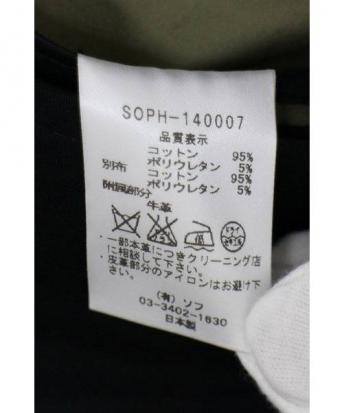 SOPH-140007
品質表示
コットン 95%
ポリウレタン 5%
別布 コットン 95%
ポリウレタン 5%
附属部分
牛革
ドライ
・一部本革につきクリーニング店
に相談して下さい。
・皮革部分のアイロンはお避け下
さい。
(有)ソフ
03-3402-1630
日本製